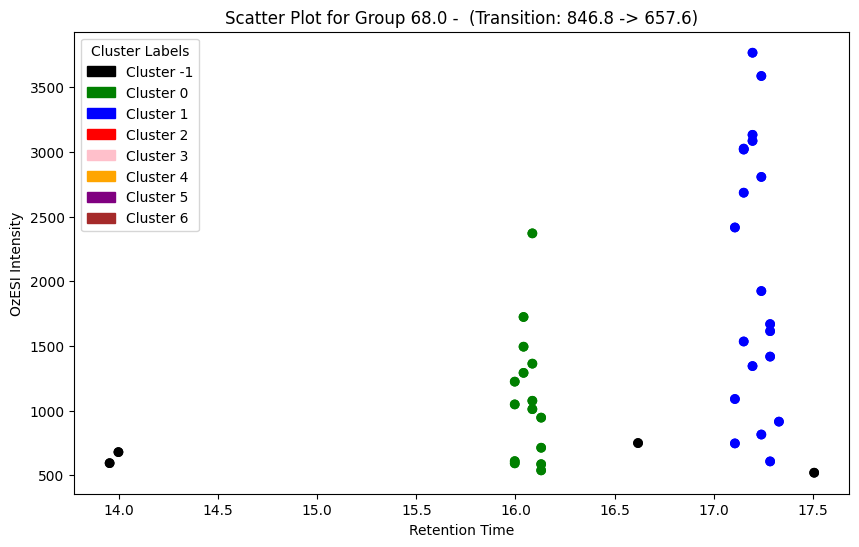 Scatter Plot for Group 68.0 -  (Transition: 846.8 -> 657.6)
Cluster Labels
Cluster -1
Cluster 0
Cluster 1
Cluster 2
Cluster 3
Cluster 4
Cluster 5
Cluster 6
OzESI Intensity
3500
3000
2500
2000
1500
1000
500
14.0 14.5 15.0 15.5 16.0 16.5 17.0 17.5
Retention Time